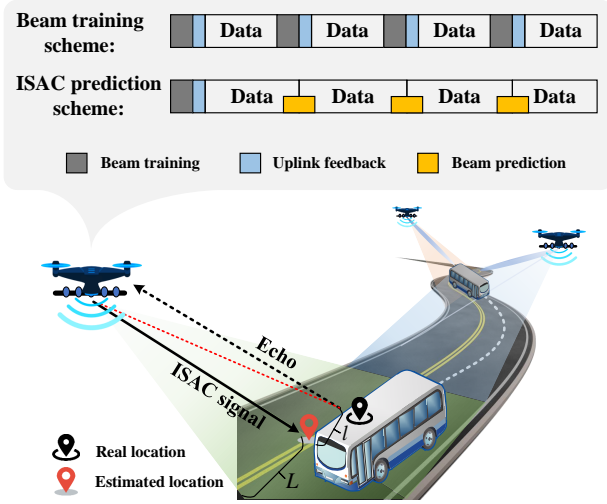 Beam training scheme:
Data Data Data Data
ISAC prediction scheme:
Data Data Data Data
Beam training Uplink feedback Beam prediction
Echo
ISAC signal
l
L
Real location
Estimated location